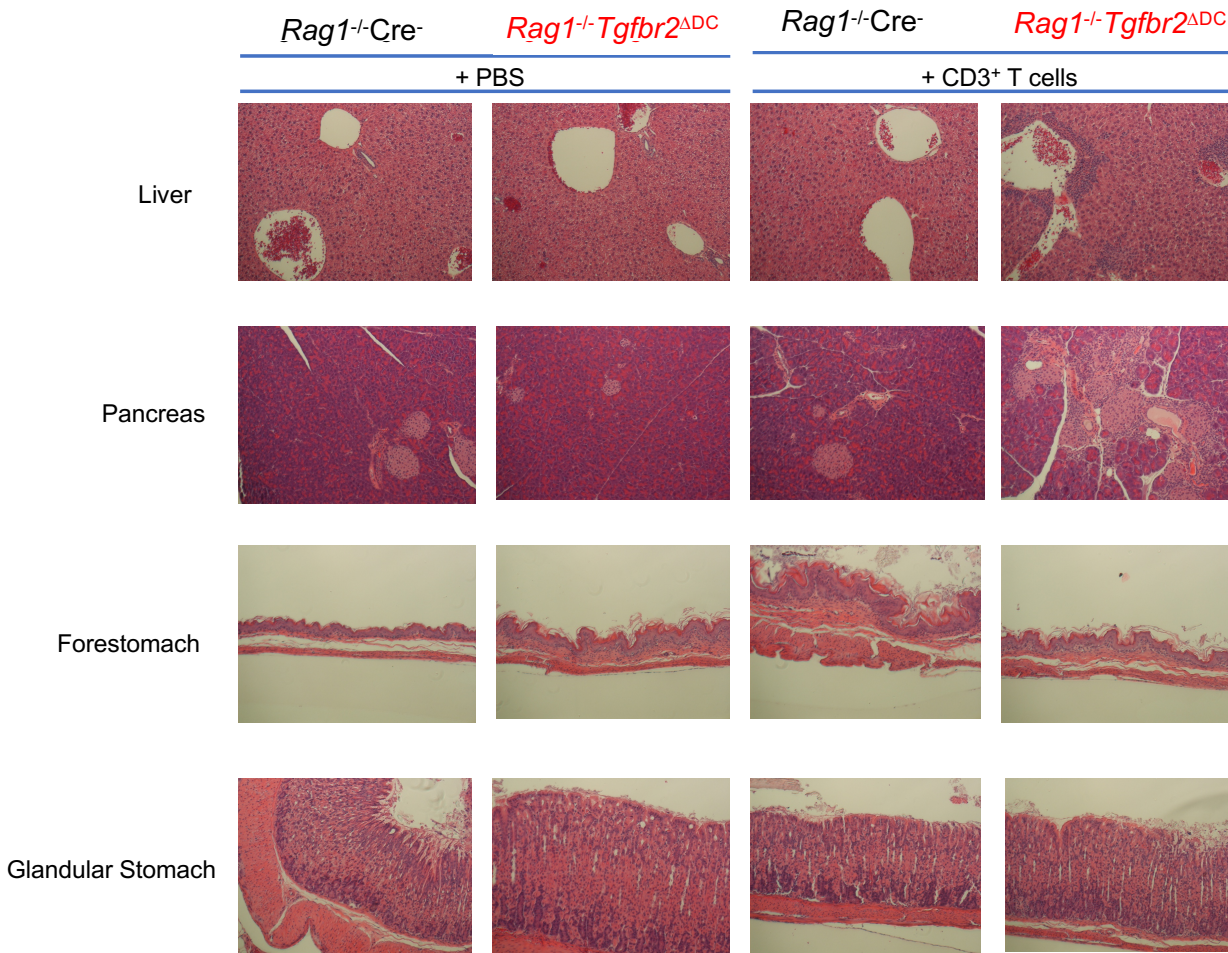 Rag1-/-Cre- Rag1-/-Tgfbr2ΔDC Rag1-/-Cre- Rag1-/-Tgfbr2ΔDC
+ PBS + CD3+ T cells
Liver
Pancreas
Forestomach
Glandular Stomach